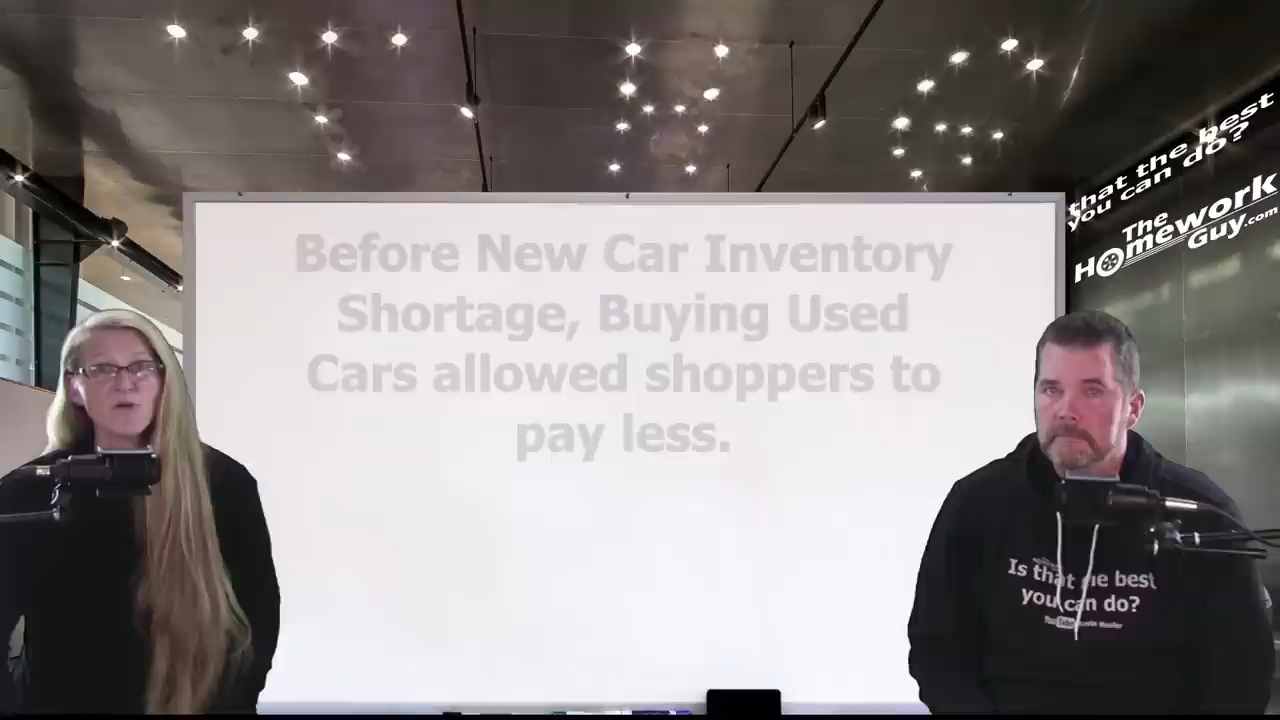 that the best
you can do?
The
Homework
Guy.com
Before New Car Inventory
Shortage, Buying Used
Cars allowed shoppers to
pay less.
Is that the best
you can do?
YouTube